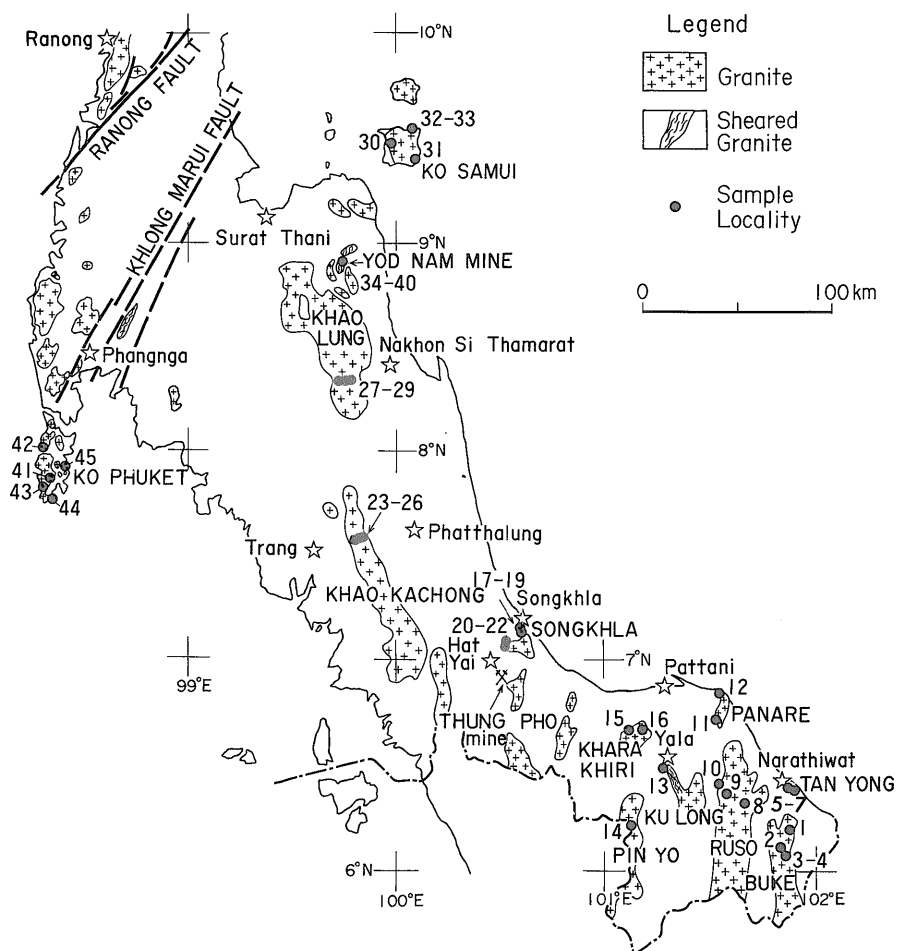 Ranong
RANONG FAULT
KHLONG MARUI FAULT
10°N
Legend
Granite
Sheared
Granite
Sample
Locality
0
100 km
32-33
30
31
KO SAMUI
Surat Thani
9°N
YOD NAM MINE
34-40
KHAO
LUNG
Nakhon Si Thamarat
27-29
Phangnga
8°N
42
41
45
KO PHUKET
43
44
23-26
Phatthalung
Trang
KHAO KACHONG
17-19
Songkhla
20-22
SONGKHLA
Hat
Yai
7°N
99°E
Pattani
12
THUNG PHO
mine
11
PANARE
15
16
Yala
KHARA
KHIRI
Narathiwat
TAN YONG
13
10
9
8
5-7
KU LONG
14
PIN YO
RUSO
2
1
3-4
BUKE
6°N
100°E
101°E
102°E